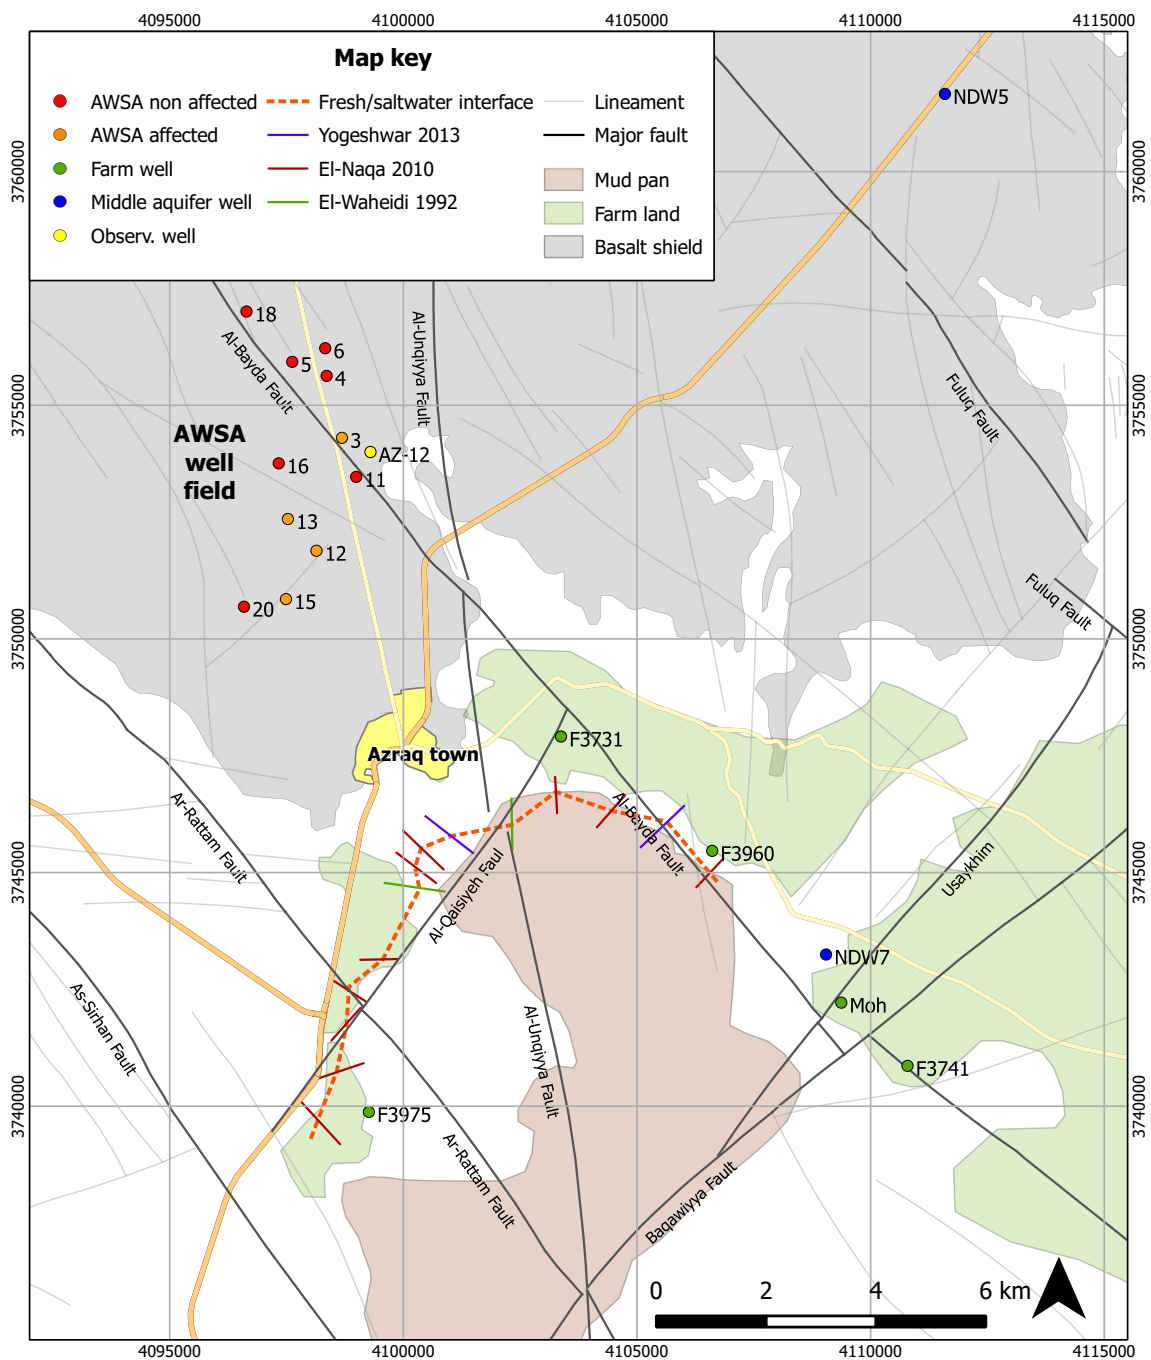 4095000 4100000 4105000 4110000 4115000
Map key
AWSA non affected
AWSA affected
Farm well
Middle aquifer well
Observ. well
Fresh/saltwater interface
Yogeshwar 2013
El-Naqa 2010
El-Waheidi 1992
Lineament
Major fault
Mud pan
Farm land
Basalt shield
NDW5
3760000
3760000
18
6
5
4
Al-Bayda Fault
Al-Unqiyya Fault
Fuluq Fault
3755000
3755000
AWSA
well
field
3
AZ-12
16
11
13
12
15
20
Fuluq Fault
3750000
3750000
F3731
Azraq town
Ar-Rattam Fault
Al-Bayda Fault
F3960
Usaykhim
3745000
3745000
Al-Qaisiyeh Faul
NDW7
Moh
As-Sirhan Fault
Al-Unqiyya Fault
F3741
F3975
3740000
3740000
Ar-Rattam Fault
Baqawiyya Fault
0 2 4 6 km
4095000 4100000 4105000 4110000 4115000